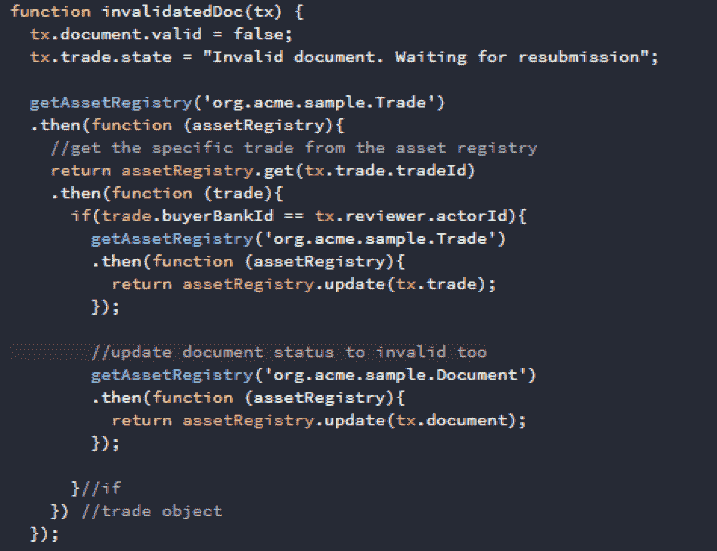 function invalidatedDoc(tx) {
  tx.document.valid = false;
  tx.trade.state = "Invalid document. Waiting for resubmission";

  getAssetRegistry('org.acme.sample.Trade')
  .then(function (assetRegistry){
    //get the specific trade from the asset registry
    return assetRegistry.get(tx.trade.tradeId)
    .then(function (trade){
      if(trade.buyerBankId == tx.reviewer.actorId){
        getAssetRegistry('org.acme.sample.Trade')
        .then(function (assetRegistry){
          return assetRegistry.update(tx.trade);
        });

        //update document status to invalid too
        getAssetRegistry('org.acme.sample.Document')
        .then(function (assetRegistry){
          return assetRegistry.update(tx.document);
        });

      }//if
    }) //trade object
  });